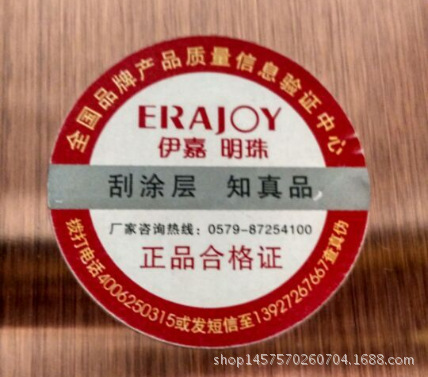 全国品牌产品质量信息验证中心
ERAJOY
伊嘉 明珠
刮涂层 知真品
厂家咨询热线：0579-87254100
正品合格证
拨打电话4006250315或发短信至13927267667查真伪
shop1457570260704.1688.com